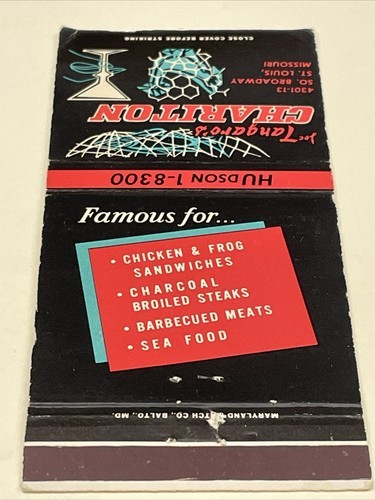 CLOSE COVER BEFORE STRIKING
4301-13
SO. BROADWAY
ST. LOUIS,
MISSOURI
Joe Tangaro's
CHARITON
HUDSON 1-8300
Famous for...
• CHICKEN & FROG
SANDWICHES
• CHARCOAL
BROILED STEAKS
• BARBECUED MEATS
• SEA FOOD
MARYLAND MATCH CO., BALTO., MD.